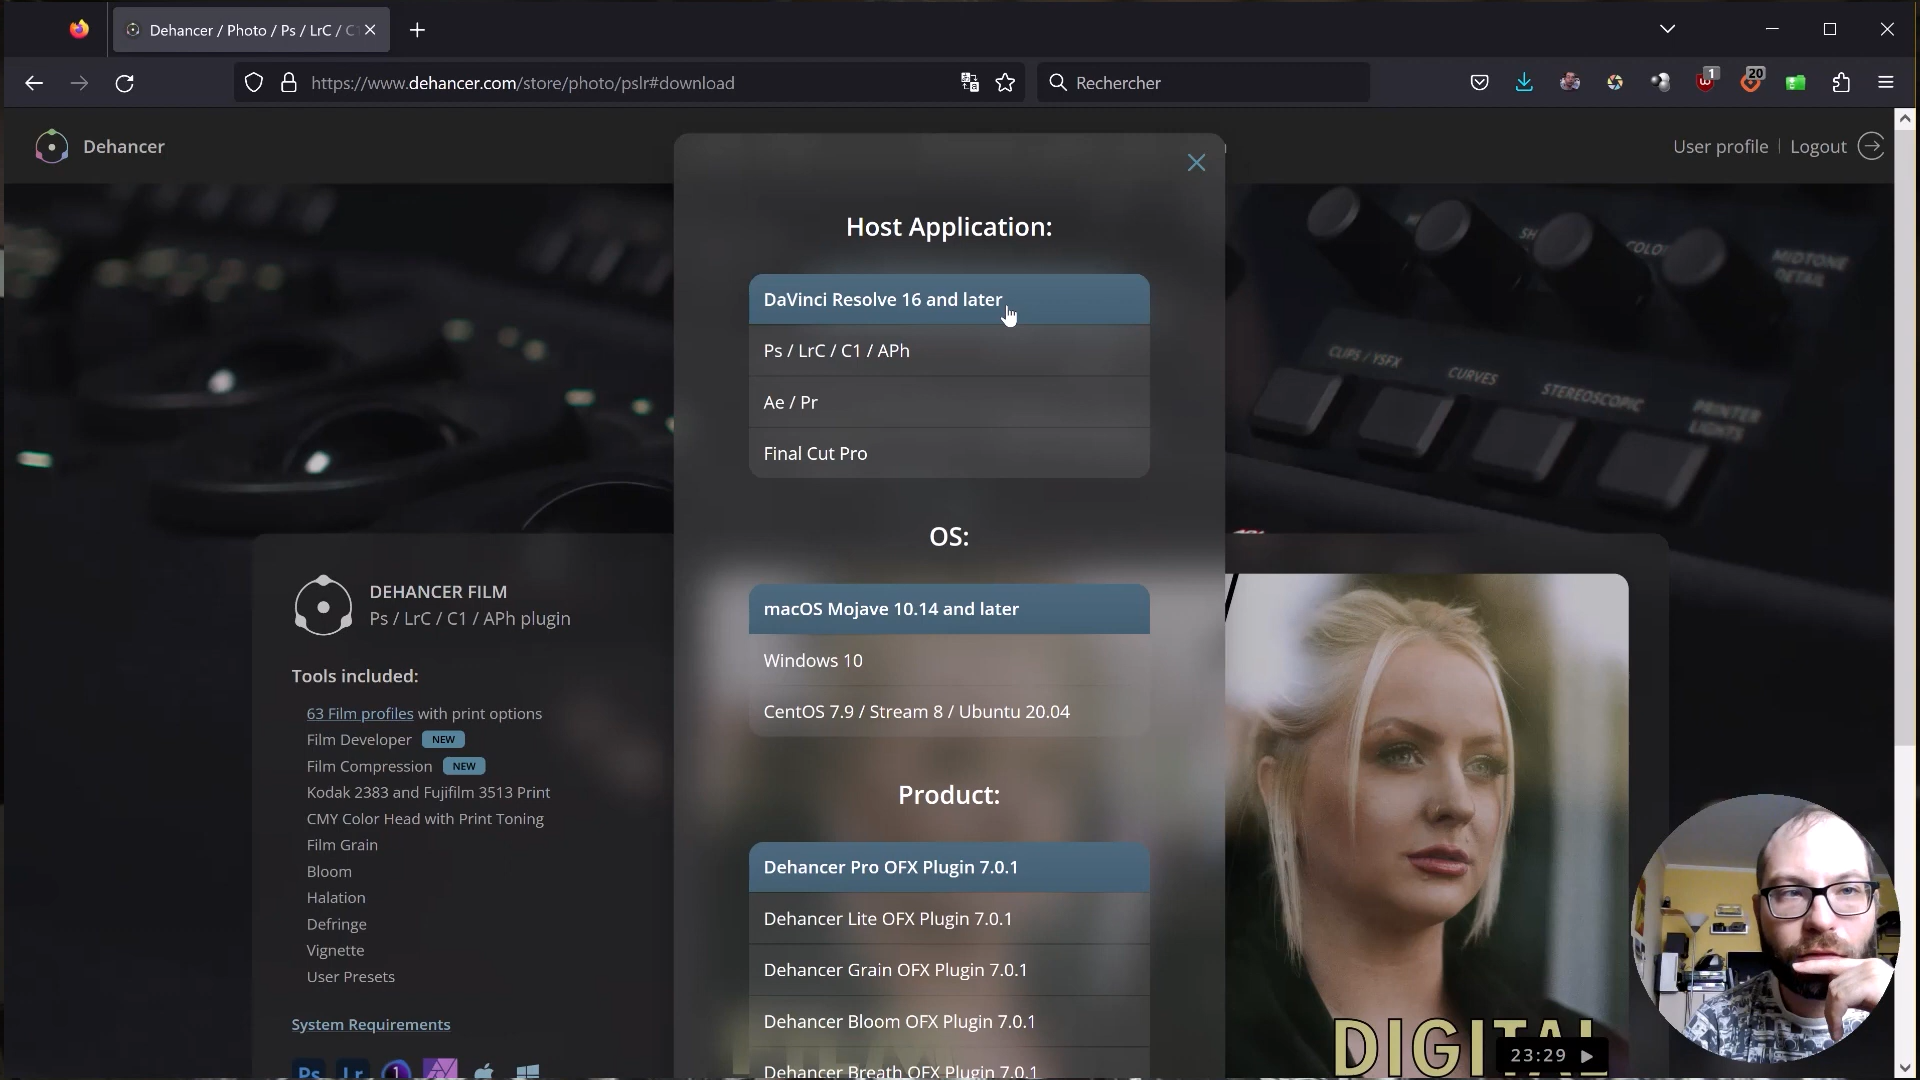 Dehancer / Photo / Ps / LrC / C
https://www.dehancer.com/store/photo/pslr#download
Rechercher
1
20
Dehancer
User profile
Logout
Host Application:
DaVinci Resolve 16 and later
Ps / LrC / C1 / APh
Ae / Pr
Final Cut Pro
OS:
macOS Mojave 10.14 and later
Windows 10
CentOS 7.9 / Stream 8 / Ubuntu 20.04
Product:
Dehancer Pro OFX Plugin 7.0.1
Dehancer Lite OFX Plugin 7.0.1
Dehancer Grain OFX Plugin 7.0.1
Dehancer Bloom OFX Plugin 7.0.1
Dehancer Breath OFX Plugin 7.0.1
DEHANCER FILM
Ps / LrC / C1 / APh plugin
Tools included:
63 Film profiles with print options
Film Developer NEW
Film Compression NEW
Kodak 2383 and Fujifilm 3513 Print
CMY Color Head with Print Toning
Film Grain
Bloom
Halation
Defringe
Vignette
User Presets
System Requirements
Ps Lr 1
MIDTONE
DETAIL
CLIPS / YSFX
CURVES
STEREOSCOPIC
PRINTER
LIGHTS
DIGITAL
23:29